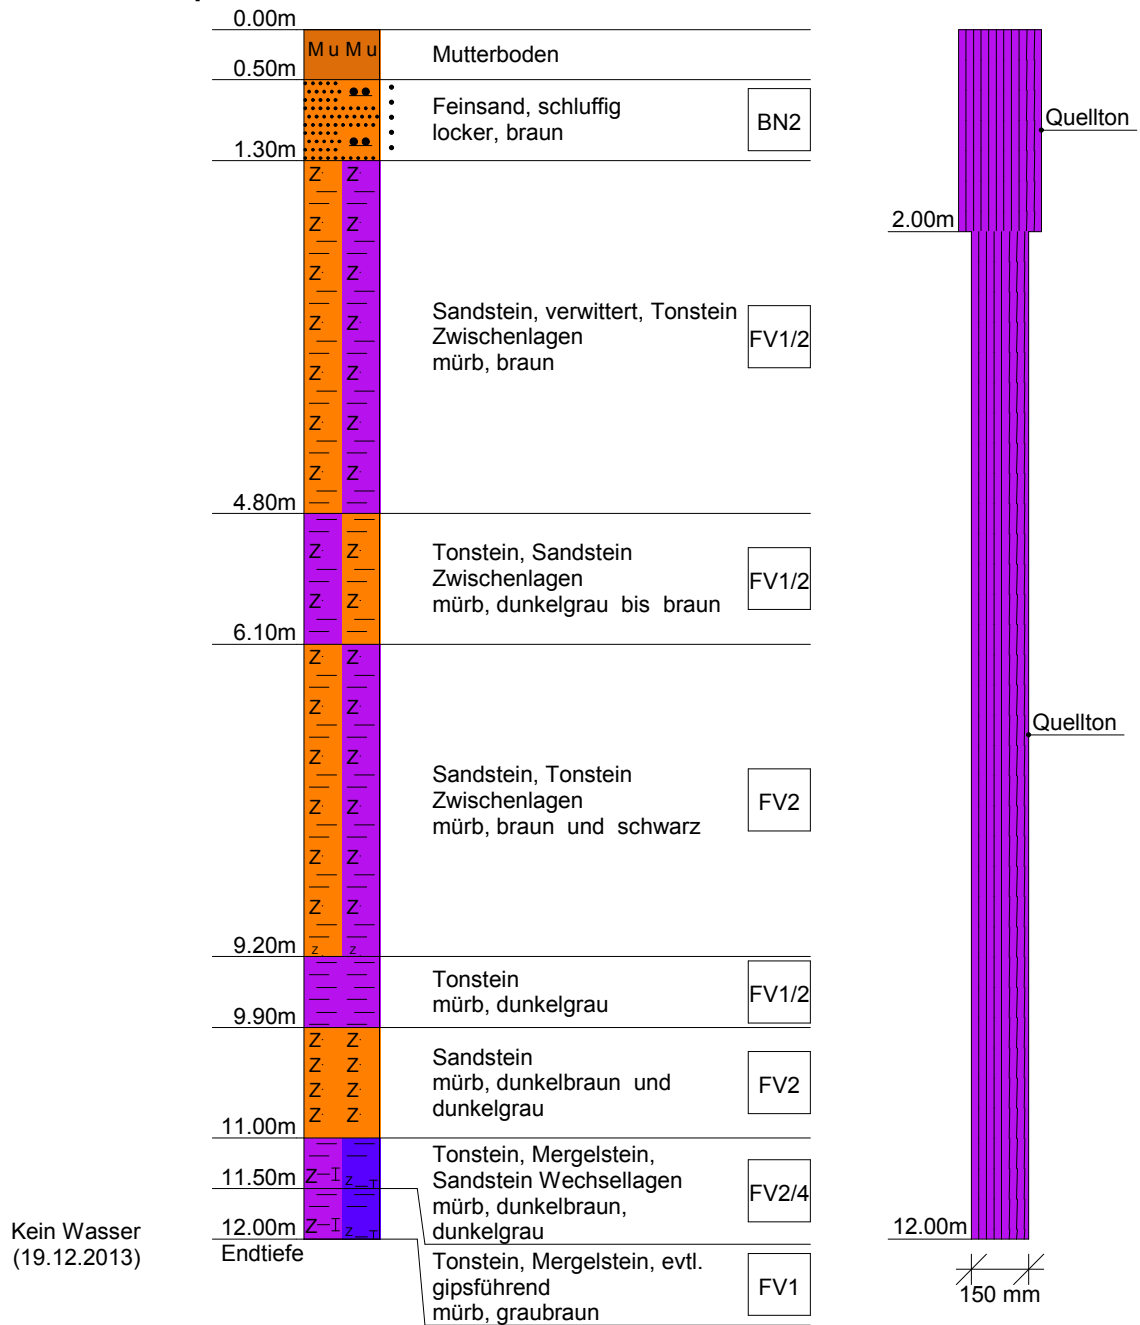 0.00m
Mu Mu
Mutterboden
0.50m
Feinsand, schluffig
locker, braun
BN2
1.30m
Sandstein, verwittert, Tonstein
Zwischenlagen
mürb, braun
FV1/2
4.80m
Tonstein, Sandstein
Zwischenlagen
mürb, dunkelgrau bis braun
FV1/2
6.10m
Sandstein, Tonstein
Zwischenlagen
mürb, braun und schwarz
FV2
9.20m
Tonstein
mürb, dunkelgrau
FV1/2
9.90m
Sandstein
mürb, dunkelbraun und
dunkelgrau
FV2
11.00m
Tonstein, Mergelstein,
Sandstein Wechsellagen
mürb, dunkelbraun,
dunkelgrau
FV2/4
11.50m
Tonstein, Mergelstein, evtl.
gipsführend
mürb, graubraun
FV1
12.00m
Endtiefe
Kein Wasser
(19.12.2013)
Quellton
2.00m
Quellton
12.00m
150 mm